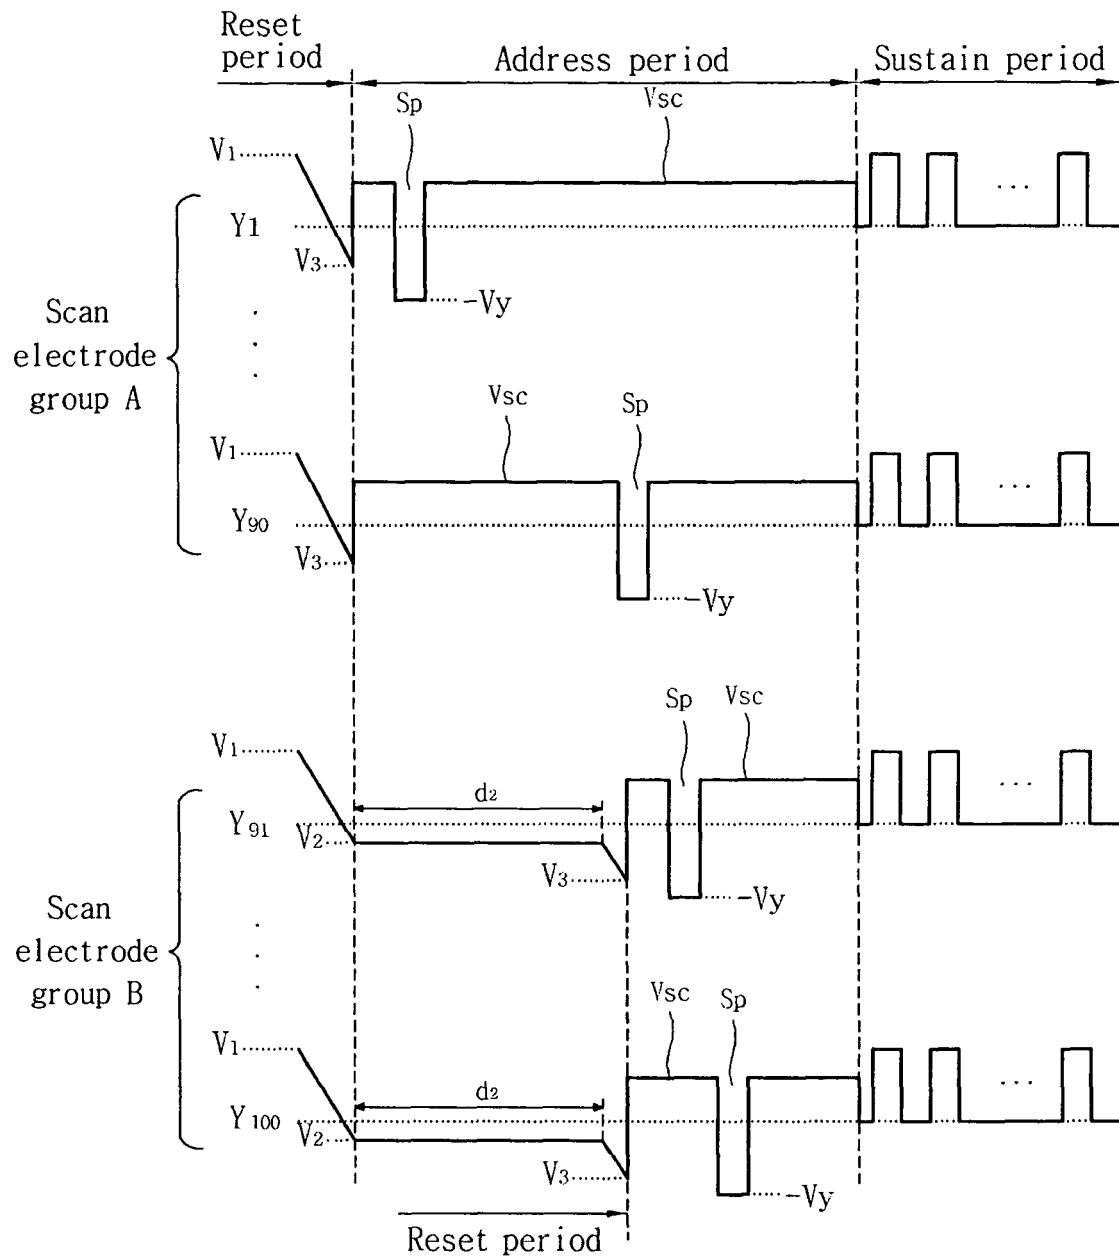 Reset period
Address period
Sustain period
Sp
Vsc
V1
Y1
V3
-Vy
...
Scan
electrode
group A
Vsc
Sp
V1
Y90
V3
-Vy
...
Sp
Vsc
V1
d2
Y91
V2
V3
-Vy
...
Scan
electrode
group B
Vsc
Sp
V1
d2
Y100
V2
V3
-Vy
...
Reset period